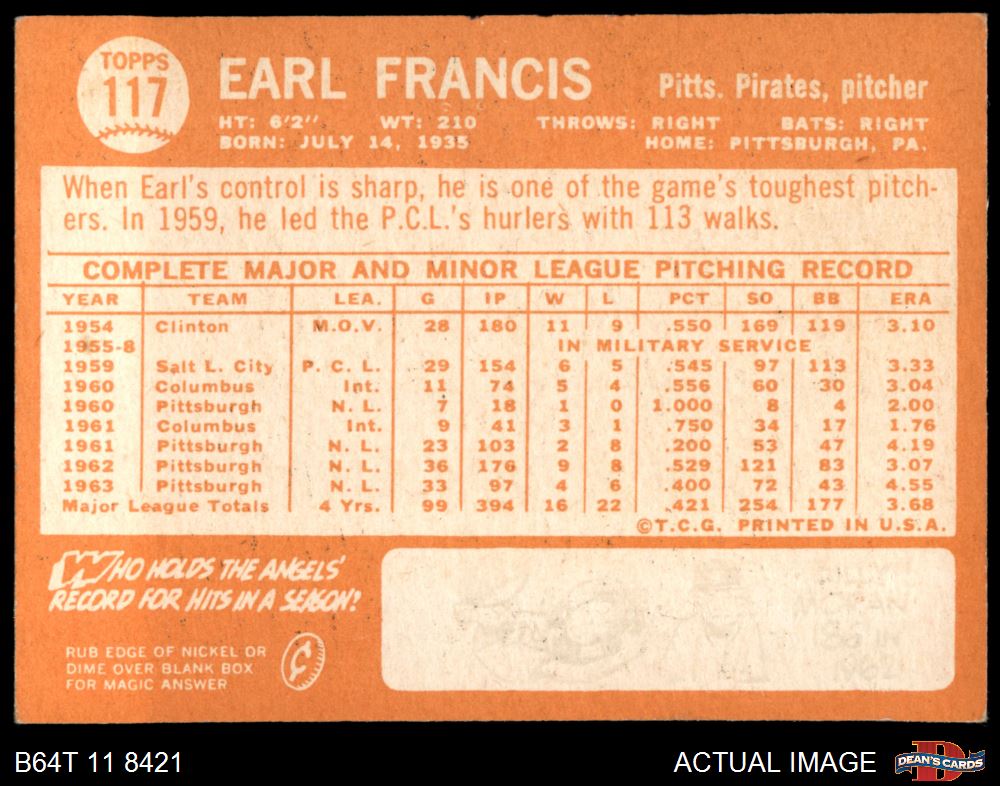 TOPPS
117
EARL FRANCIS
Pitts. Pirates, pitcher
HT: 6'2" WT: 210 THROWS: RIGHT BATS: RIGHT
BORN: JULY 14, 1935 HOME: PITTSBURGH, PA.
When Earl's control is sharp, he is one of the game's toughest pitch-
ers. In 1959, he led the P.C.L.'s hurlers with 113 walks.
COMPLETE MAJOR AND MINOR LEAGUE PITCHING RECORD
YEAR TEAM LEA. G IP W L PCT SO BB ERA
1954 Clinton M.O.V. 28 180 11 9 .550 169 119 3.10
1955-8 IN MILITARY SERVICE
1959 Salt L. City P. C. L. 29 154 6 5 .545 97 113 3.33
1960 Columbus Int. 11 74 5 4 .556 60 30 3.04
1960 Pittsburgh N. L. 7 18 1 0 1.000 8 4 2.00
1961 Columbus Int. 9 41 3 1 .750 34 17 1.76
1961 Pittsburgh N. L. 23 103 2 8 .200 53 47 4.19
1962 Pittsburgh N. L. 36 176 9 8 .529 121 83 3.07
1963 Pittsburgh N. L. 33 97 4 6 .400 72 43 4.55
Major League Totals 4 Yrs. 99 394 16 22 .421 254 177 3.68
©T.C.G. PRINTED IN U.S.A.
WHO HOLDS THE ANGELS'
RECORD FOR HITS IN A SEASON?
RUB EDGE OF NICKEL OR
DIME OVER BLANK BOX
FOR MAGIC ANSWER
¢
MORAN
186 IN
B64T 11 8421
ACTUAL IMAGE
D
DEAN'S CARDS